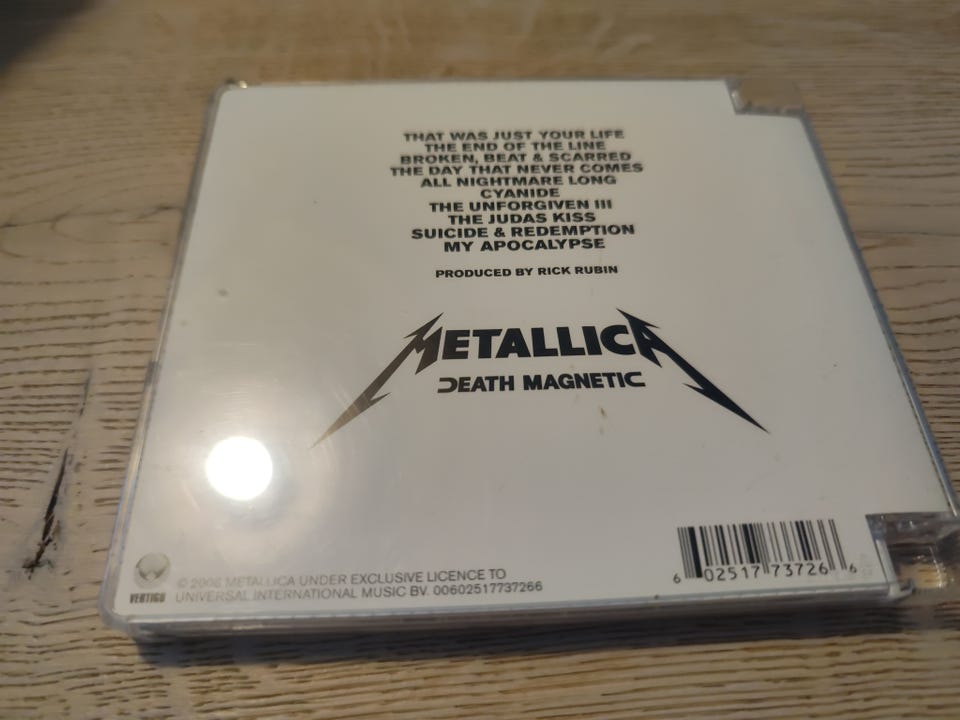 THAT WAS JUST YOUR LIFE
THE END OF THE LINE
BROKEN, BEAT & SCARRED
THE DAY THAT NEVER COMES
ALL NIGHTMARE LONG
CYANIDE
THE UNFORGIVEN III
THE JUDAS KISS
SUICIDE & REDEMPTION
MY APOCALYPSE
PRODUCED BY RICK RUBIN
METALLICA
DEATH MAGNETIC
VERTIGO
© 2008 METALLICA UNDER EXCLUSIVE LICENCE TO
UNIVERSAL INTERNATIONAL MUSIC BV. 00602517737266
6 02517 73726 6